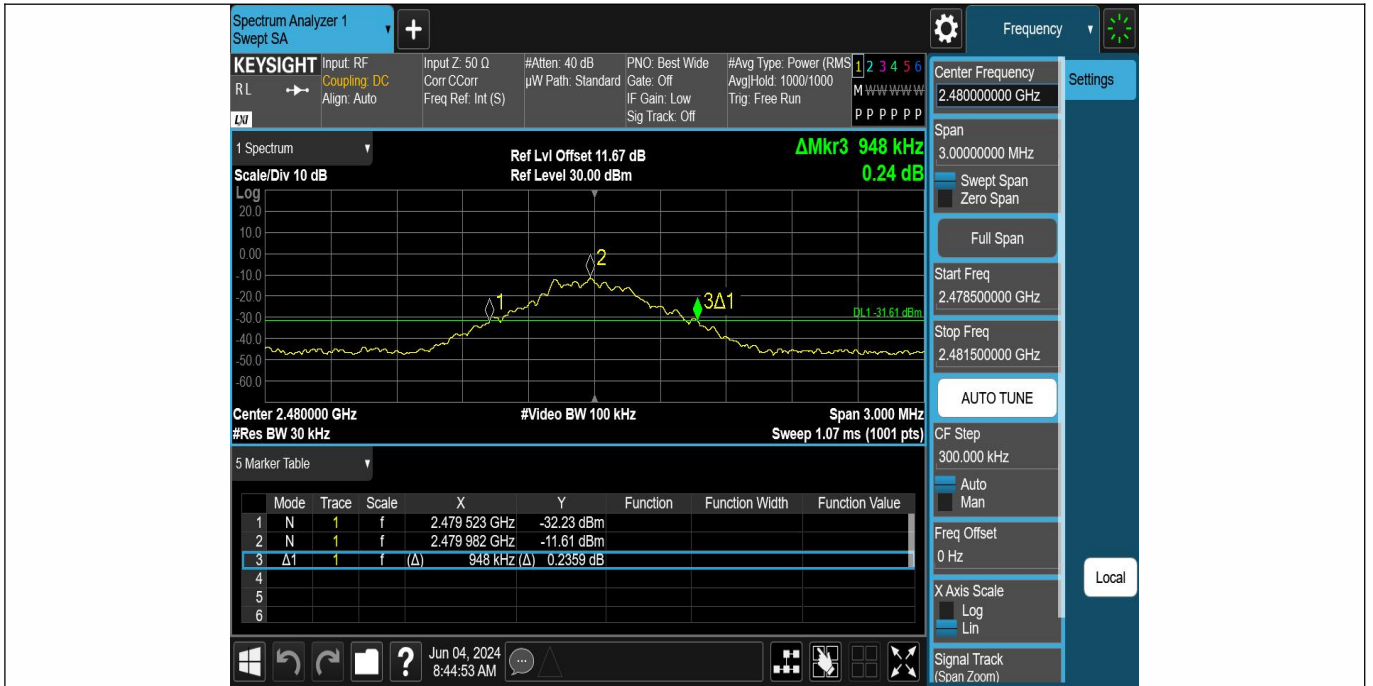 Spectrum Analyzer 1
Swept SA
+
Frequency
KEYSIGHT
RL
LXI
Input: RF
Coupling: DC
Align: Auto
Input Z: 50 Ω
Corr CCorr
Freq Ref: Int (S)
#Atten: 40 dB
µW Path: Standard
PNO: Best Wide
Gate: Off
IF Gain: Low
Sig Track: Off
#Avg Type: Power (RMS
Avg|Hold: 1000/1000
Trig: Free Run
1 2 3 4 5 6
M W W W W W
P P P P P P
1 Spectrum
Scale/Div 10 dB
Ref Lvl Offset 11.67 dB
Ref Level 30.00 dBm
ΔMkr3 948 kHz
0.24 dB
Log
20.0
10.0
0.00
-10.0
-20.0
-30.0
-40.0
-50.0
-60.0
1
2
3Δ1
DL1 -31.61 dBm
Center 2.480000 GHz
#Video BW 100 kHz
Span 3.000 MHz
#Res BW 30 kHz
Sweep 1.07 ms (1001 pts)
5 Marker Table
Mode Trace Scale X Y Function Function Width Function Value
1 N 1 f 2.479 523 GHz -32.23 dBm
2 N 1 f 2.479 982 GHz -11.61 dBm
3 Δ1 1 f (Δ) 948 kHz (Δ) 0.2359 dB
4
5
6
?
Jun 04, 2024
8:44:53 AM
Center Frequency
2.480000000 GHz
Settings
Span
3.00000000 MHz
Swept Span
Zero Span
Full Span
Start Freq
2.478500000 GHz
Stop Freq
2.481500000 GHz
AUTO TUNE
CF Step
300.000 kHz
Auto
Man
Freq Offset
0 Hz
Local
X Axis Scale
Log
Lin
Signal Track
(Span Zoom)